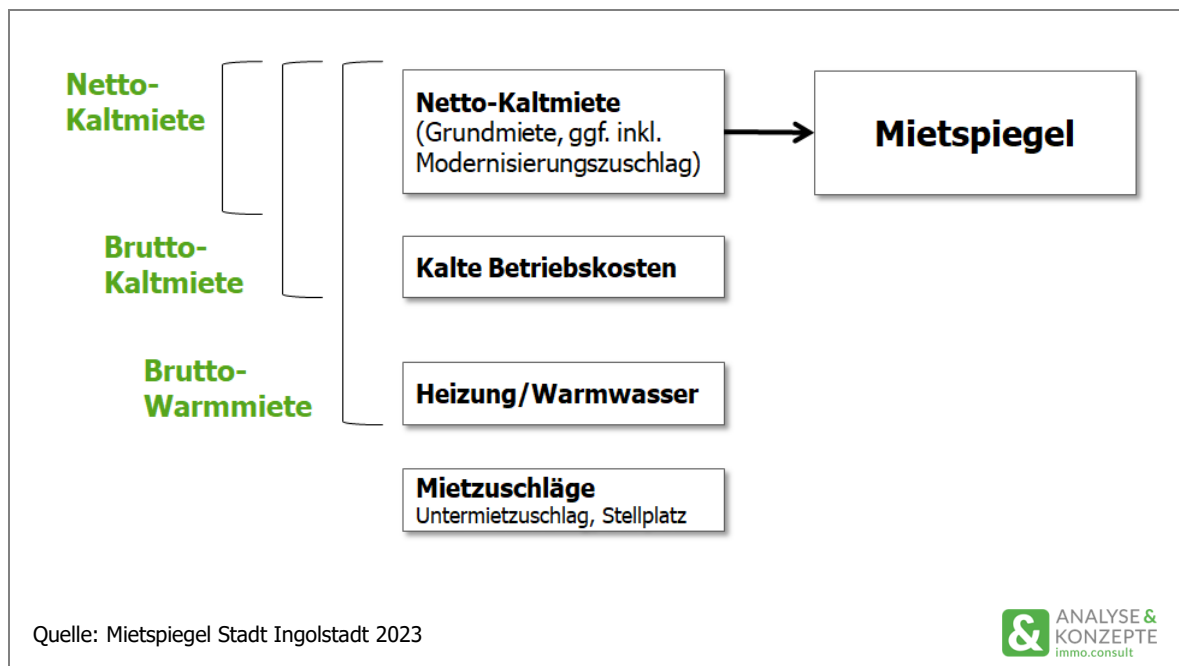 Netto-
Kaltmiete
Netto-Kaltmiete
(Grundmiete, ggf. inkl.
Modernisierungszuschlag)
Mietspiegel
Brutto-
Kaltmiete
Kalte Betriebskosten
Brutto-
Warmmiete
Heizung/Warmwasser
Mietzuschläge
Untermietzuschlag, Stellplatz
Quelle: Mietspiegel Stadt Ingolstadt 2023
&
ANALYSE&
KONZEPTE
immo.consult